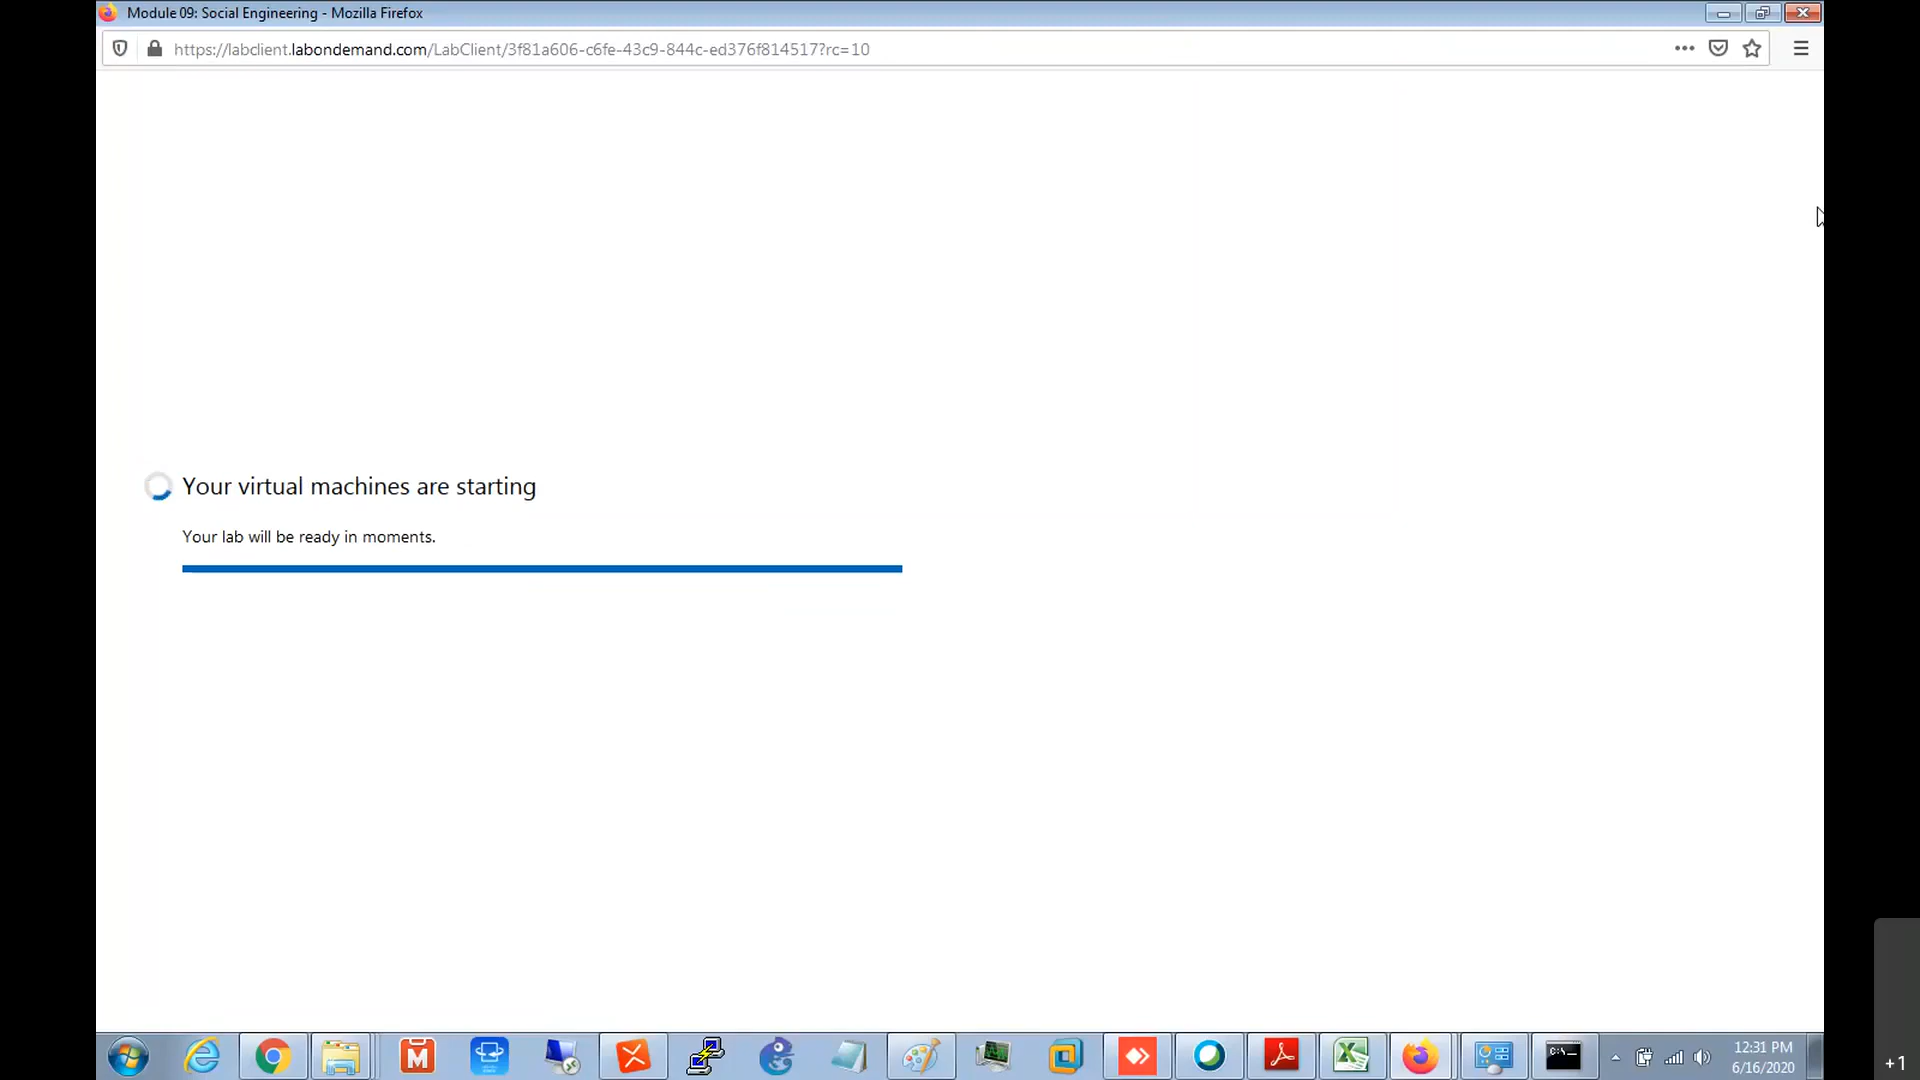 Module 09: Social Engineering - Mozilla Firefox
https://labclient.labondemand.com/LabClient/3f81a606-c6fe-43c9-844c-ed376f814517?rc=10
Your virtual machines are starting
Your lab will be ready in moments.
M
C:\_
12:31 PM
6/16/2020
+1